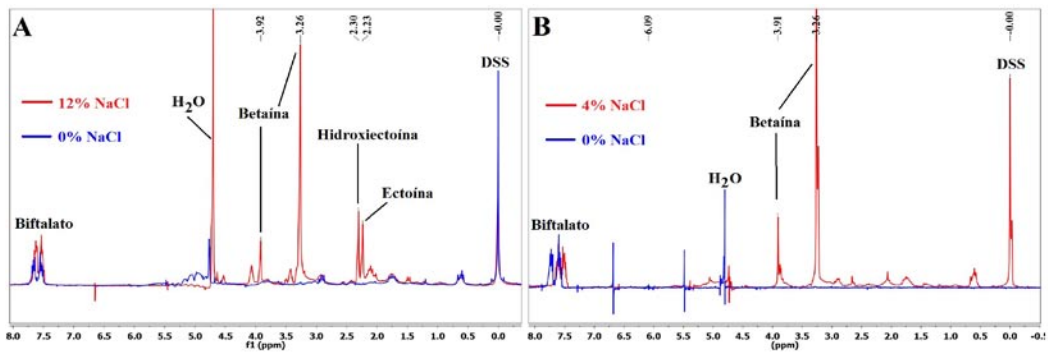 A
3.92
3.26
2.30
2.23
-0.00
DSS
12% NaCl
0% NaCl
H2O
Betaína
Hidroxiectoína
Ectoína
Biftalato
8.0 7.5 7.0 6.5 6.0 5.5 5.0 4.5 4.0 3.5 3.0 2.5 2.0 1.5 1.0 0.5 0.0
f1 (ppm)
B
6.09
3.91
3.26
-0.00
DSS
4% NaCl
0% NaCl
Betaína
H2O
Biftalato
8.0 7.5 7.0 6.5 6.0 5.5 5.0 4.5 4.0 3.5 3.0 2.5 2.0 1.5 1.0 0.5 0.0 -0.5
(ppm)